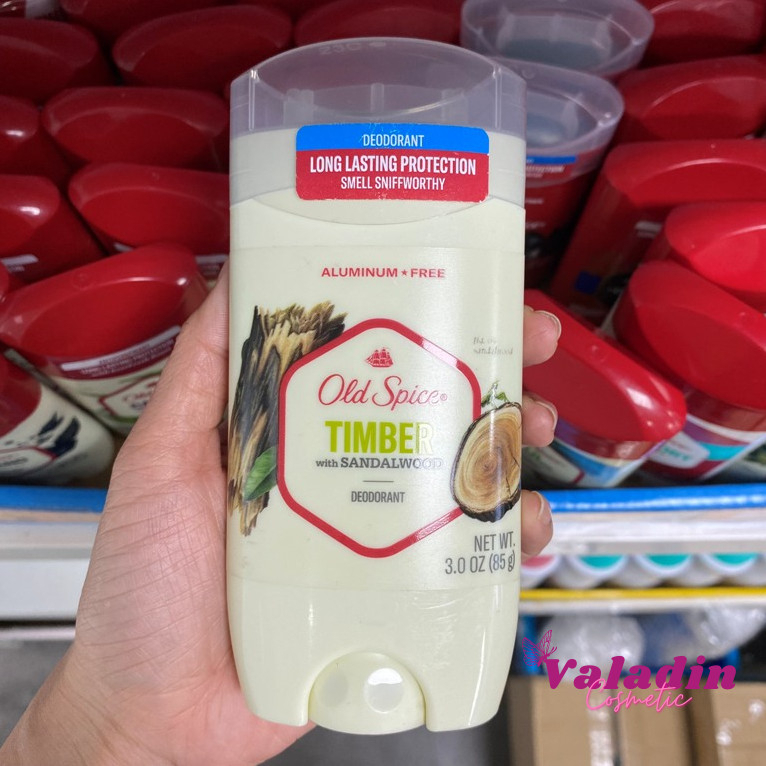 DEODORANT
LONG LASTING PROTECTION
SMELL SNIFFWORTHY
ALUMINUM ★ FREE
Old Spice®
TIMBER
with SANDALWOOD
DEODORANT
NET WT.
3.0 OZ (85 g)
Valadin
Cosmetic